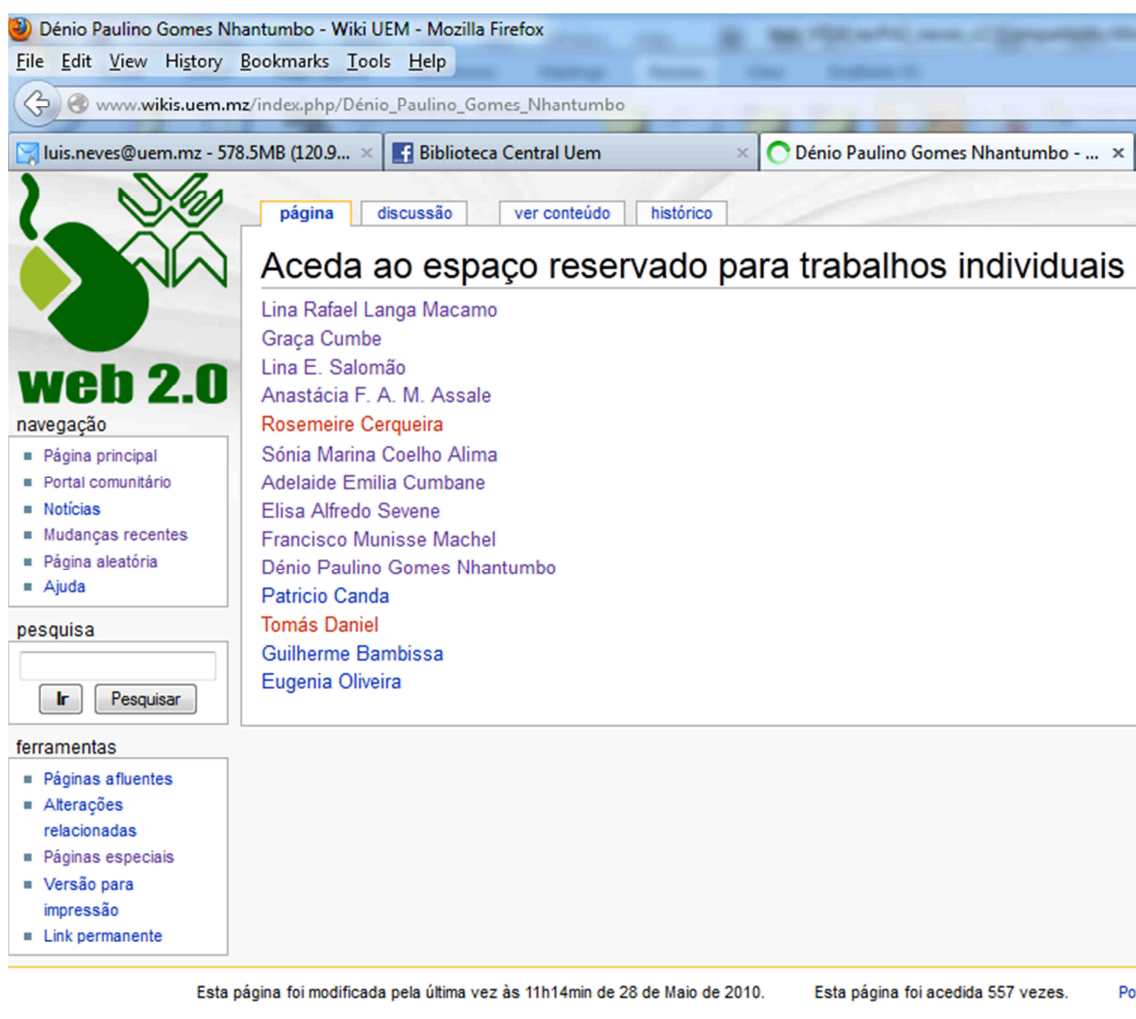 Dénio Paulino Gomes Nhantumbo - Wiki UEM - Mozilla Firefox
File Edit View History Bookmarks Tools Help
www.wikis.uem.mz/index.php/Dénio_Paulino_Gomes_Nhantumbo
luis.neves@uem.mz - 578.5MB (120.9... × Biblioteca Central Uem × Dénio Paulino Gomes Nhantumbo - ... ×
página discussão ver conteúdo histórico
Aceda ao espaço reservado para trabalhos individuais
Lina Rafael Langa Macamo
Graça Cumbe
Lina E. Salomão
Anastácia F. A. M. Assale
Rosemeire Cerqueira
Sónia Marina Coelho Alima
Adelaide Emilia Cumbane
Elisa Alfredo Sevene
Francisco Munisse Machel
Dénio Paulino Gomes Nhantumbo
Patricio Canda
Tomás Daniel
Guilherme Bambissa
Eugenia Oliveira
web 2.0
navegação
Página principal
Portal comunitário
Notícias
Mudanças recentes
Página aleatória
Ajuda
pesquisa
Ir Pesquisar
ferramentas
Páginas afluentes
Alterações
relacionadas
Páginas especiais
Versão para
impressão
Link permanente
Esta página foi modificada pela última vez às 11h14min de 28 de Maio de 2010. Esta página foi acedida 557 vezes. Po